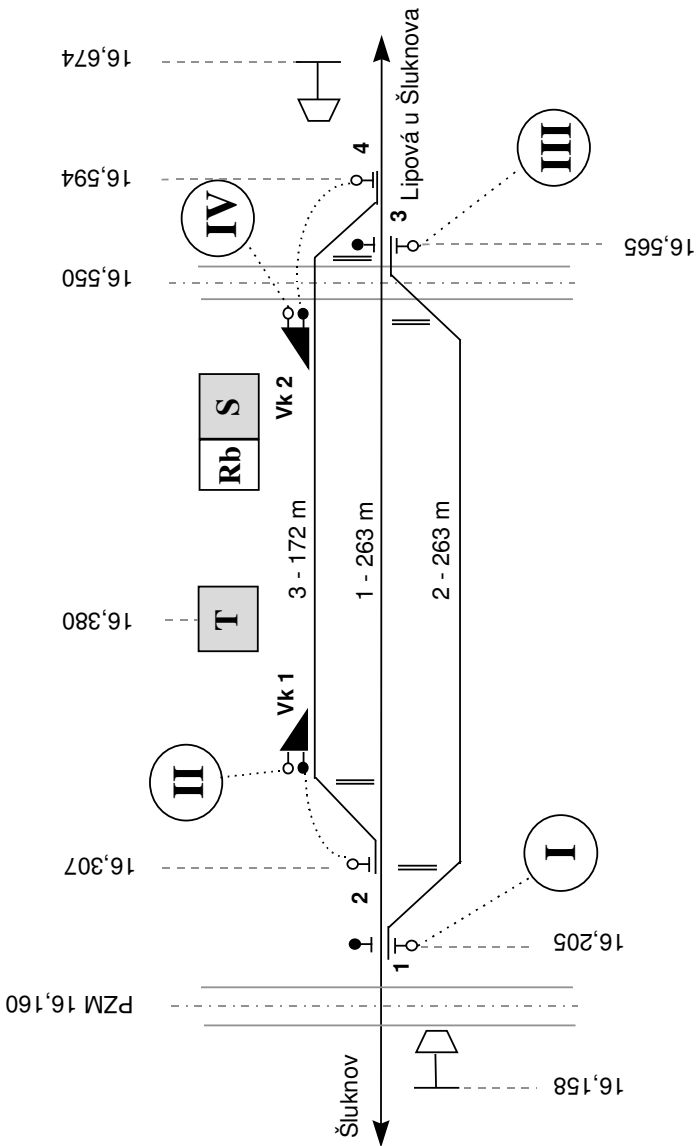 16,674
16,594
16,550
16,380
16,307
PZM 16,160
IV
II
S
Rb
T
Vk 2
Vk 1
3 - 172 m
1 - 263 m
2 - 263 m
4
3
2
1
Lipová u Šluknova
Šluknov
III
I
16,565
16,205
16,158